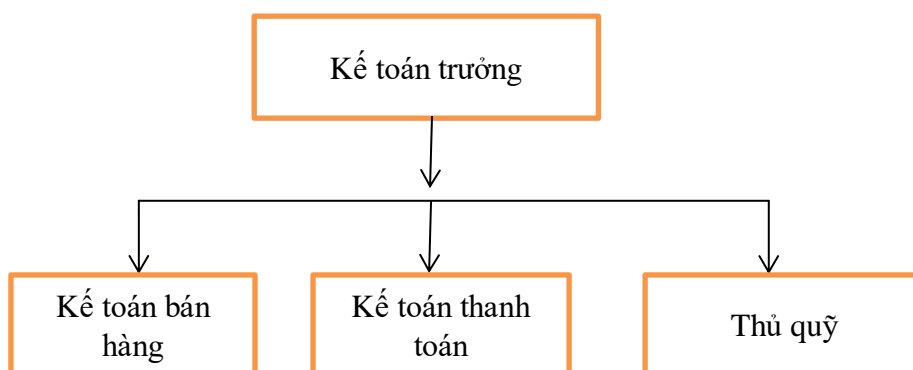 Kế toán trưởng
Kế toán bán
hàng
Kế toán thanh
toán
Thủ quỹ